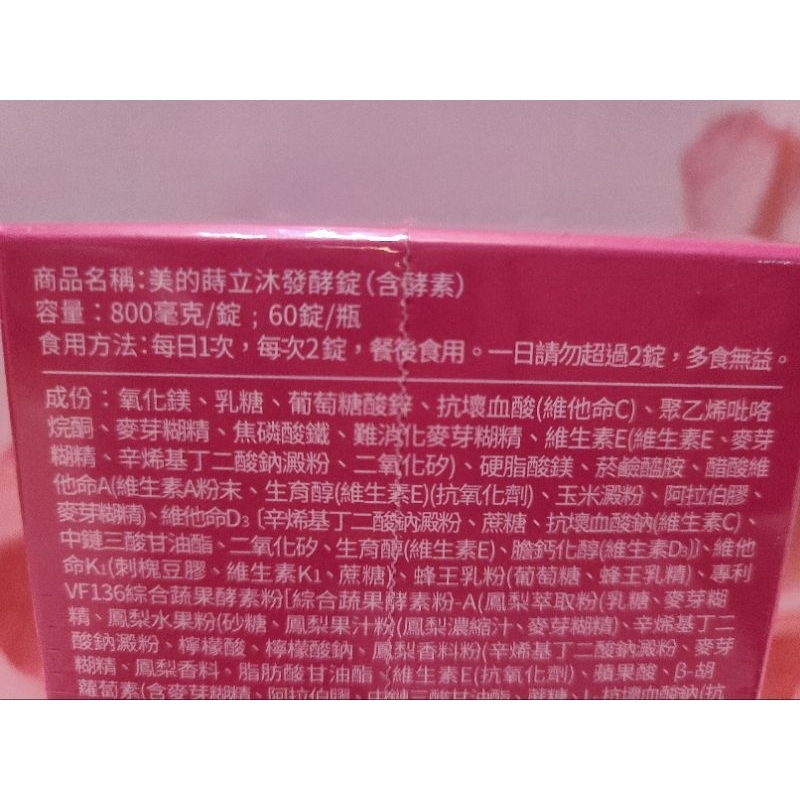 商品名稱：美的蒔立沐發酵錠（含酵素）
容量：800毫克/錠；60錠/瓶
食用方法：每日1次，每次2錠，餐後食用。一日請勿超過2錠，多食無益。
成份：氧化鎂、乳糖、葡萄糖酸鋅、抗壞血酸(維他命C)、聚乙烯吡咯
烷酮、麥芽糊精、焦磷酸鐵、難消化麥芽糊精、維生素E(維生素E、麥芽
糊精、辛烯基丁二酸鈉澱粉、二氧化矽)、硬脂酸鎂、菸鹼醯胺、醋酸維
他命A(維生素A粉末、生育醇(維生素E)(抗氧化劑)、玉米澱粉、阿拉伯膠、
麥芽糊精)、維他命D₃〔辛烯基丁二酸鈉澱粉、蔗糖、抗壞血酸鈉(維生素C)、
中鏈三酸甘油酯、二氧化矽、生育醇(維生素E)、膽鈣化醇(維生素D₃)〕、維他
命K₁(刺槐豆膠、維生素K₁、蔗糖)、蜂王乳粉(葡萄糖、蜂王乳精)、專利
VF136綜合蔬果酵素粉[綜合蔬果酵素粉-A(鳳梨萃取粉(乳糖、麥芽糊
精、鳳梨水果粉(砂糖、鳳梨果汁粉(鳳梨濃縮汁、麥芽糊精)、辛烯基丁二
酸鈉澱粉、檸檬酸、檸檬酸鈉、鳳梨香料粉(辛烯基丁二酸鈉澱粉、麥芽
糊精、鳳梨香料、脂肪酸甘油酯、維生素E(抗氧化劑)、蘋果酸、β-胡
蘿蔔素(含麥芽糊精、阿拉伯膠、中鏈三酸甘油酯、蔗糖、L-抗壞血酸鈉(抗